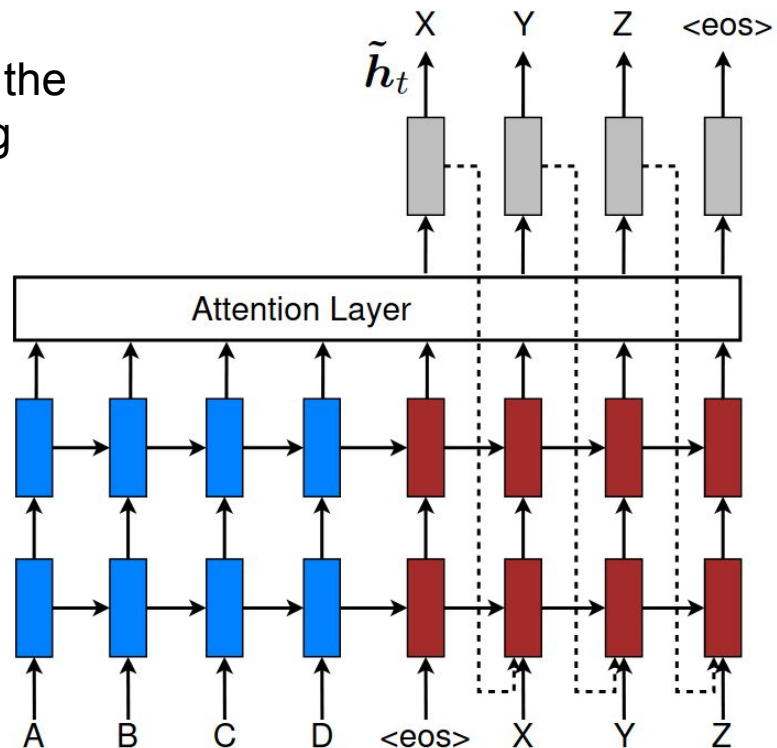 X Y Z <eos>
the
g
h̃t
Attention Layer
A B C D <eos> X Y Z